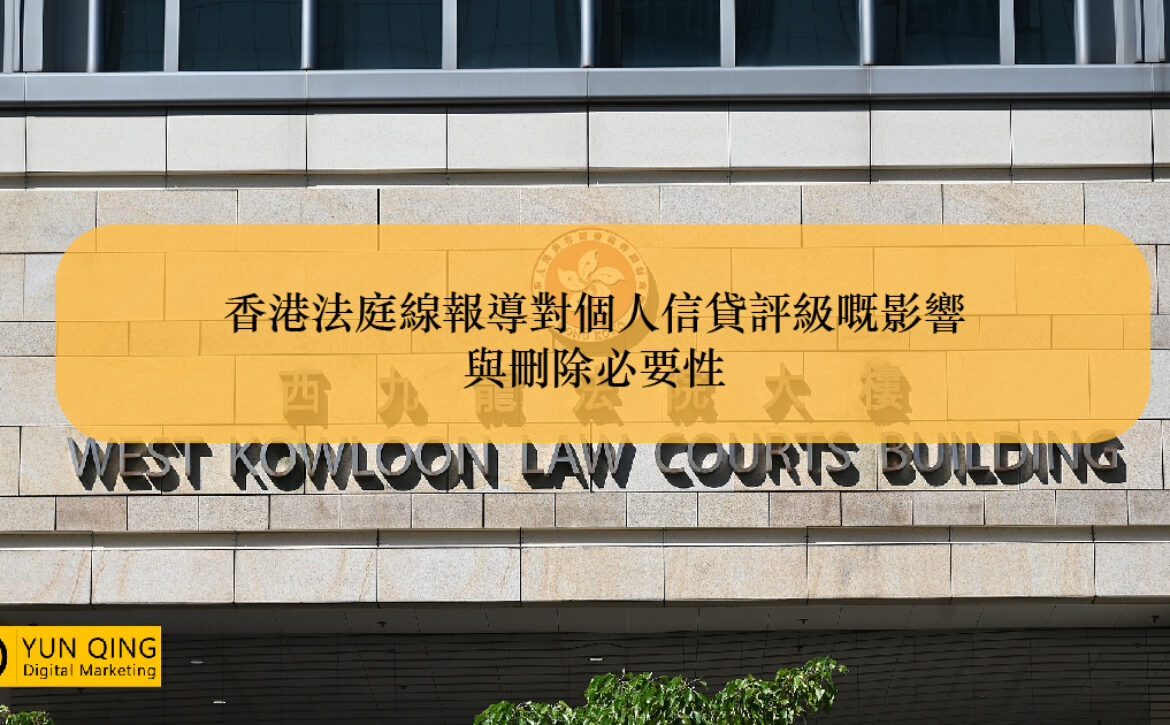 香港法庭線報導對個人信貸評級嘅影響
與刪除必要性
西九龍法院大樓
WEST KOWLOON LAW COURTS BUILDING
YUN QING
Digital Marketing